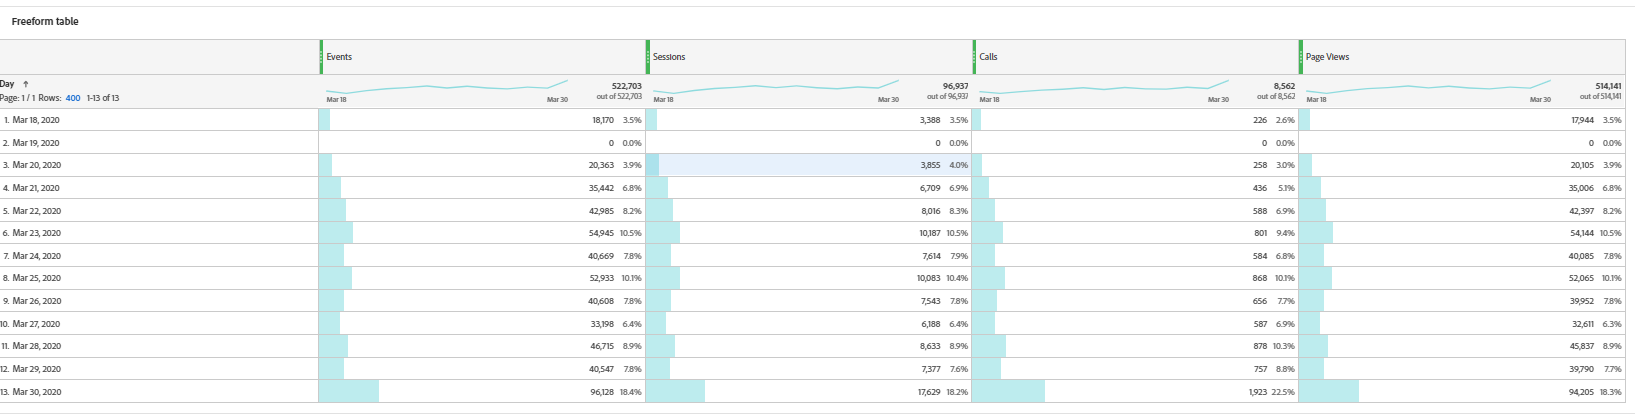 Freeform table
Events Sessions Calls Page Views
Day ↑ 522,703 96,937 8,562 514,141
Page: 1 / 1 Rows: 400 1-13 of 13 Mar 18 Mar 30 out of 522,703 Mar 18 Mar 30 out of 96,937 Mar 18 Mar 30 out of 8,562 Mar 18 Mar 30 out of 514,141
1. Mar 18, 2020 18,170 3.5% 3,388 3.5% 226 2.6% 17,944 3.5%
2. Mar 19, 2020 0 0.0% 0 0.0% 0 0.0% 0 0.0%
3. Mar 20, 2020 20,363 3.9% 3,855 4.0% 258 3.0% 20,105 3.9%
4. Mar 21, 2020 35,442 6.8% 6,709 6.9% 436 5.1% 35,006 6.8%
5. Mar 22, 2020 42,985 8.2% 8,016 8.3% 588 6.9% 42,397 8.2%
6. Mar 23, 2020 54,945 10.5% 10,187 10.5% 801 9.4% 54,144 10.5%
7. Mar 24, 2020 40,669 7.8% 7,614 7.9% 584 6.8% 40,085 7.8%
8. Mar 25, 2020 52,933 10.1% 10,083 10.4% 868 10.1% 52,065 10.1%
9. Mar 26, 2020 40,608 7.8% 7,543 7.8% 656 7.7% 39,952 7.8%
10. Mar 27, 2020 33,198 6.4% 6,188 6.4% 587 6.9% 32,611 6.3%
11. Mar 28, 2020 46,715 8.9% 8,633 8.9% 878 10.3% 45,837 8.9%
12. Mar 29, 2020 40,547 7.8% 7,377 7.6% 757 8.8% 39,790 7.7%
13. Mar 30, 2020 96,128 18.4% 17,629 18.2% 1,923 22.5% 94,205 18.3%